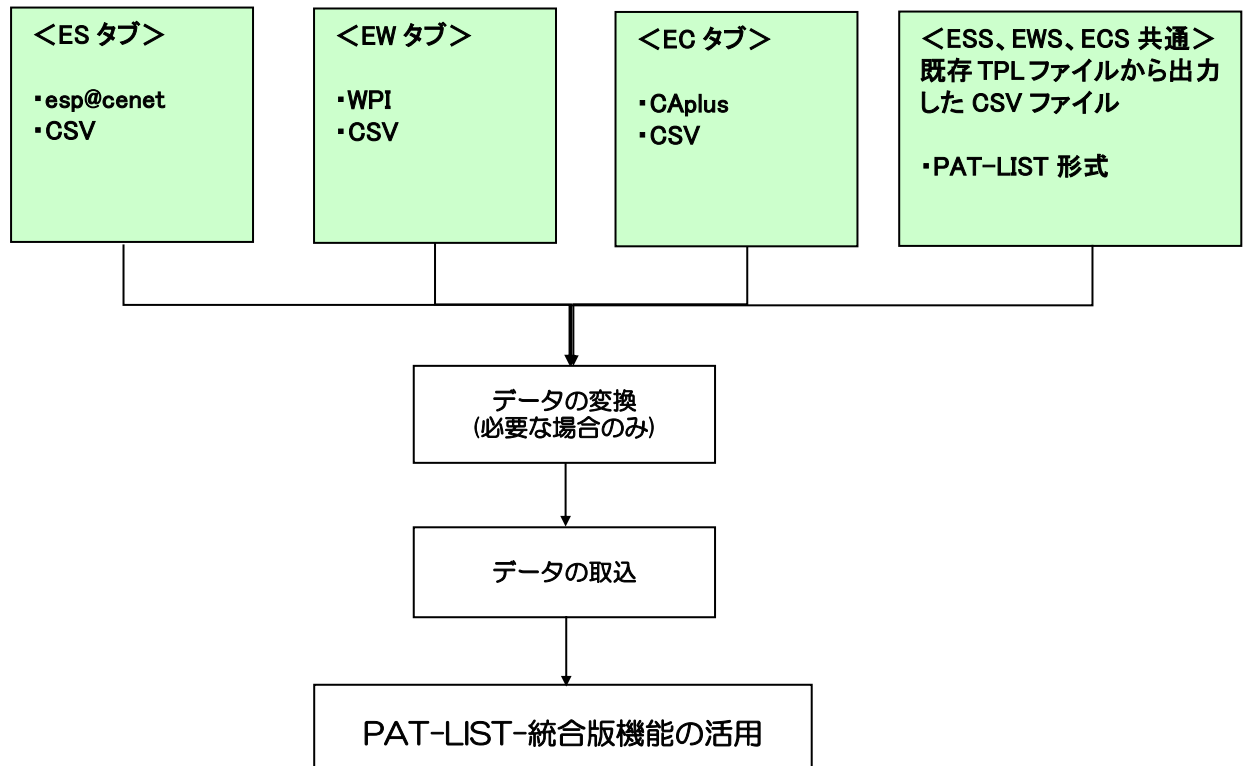 ＜ES タブ＞
・esp@cenet
・CSV
＜EW タブ＞
・WPI
・CSV
＜EC タブ＞
・CAplus
・CSV
＜ESS、EWS、ECS 共通＞
既存 TPL ファイルから出力
した CSV ファイル
・PAT-LIST 形式
データの変換
(必要な場合のみ)
データの取込
PAT-LIST-統合版機能の活用